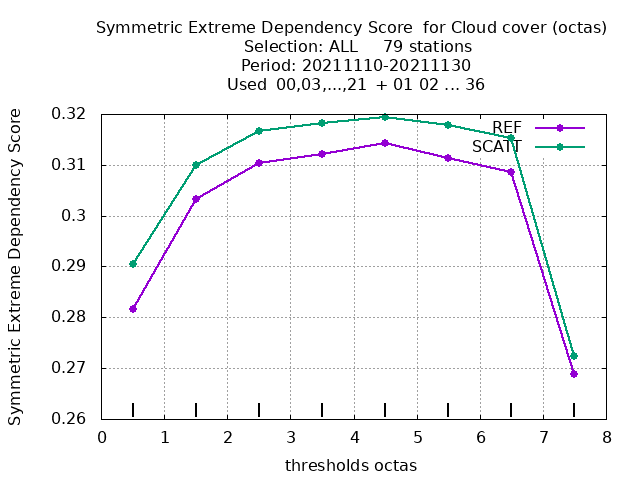 Symmetric Extreme Dependency Score  for Cloud cover (octas)
Selection: ALL     79 stations
Period: 20211110-20211130
Used  00,03,...,21  + 01 02 ... 36
Symmetric Extreme Dependency Score
0.32
0.31
0.3
0.29
0.28
0.27
0.26
REF
SCATT
0 1 2 3 4 5 6 7 8
thresholds octas